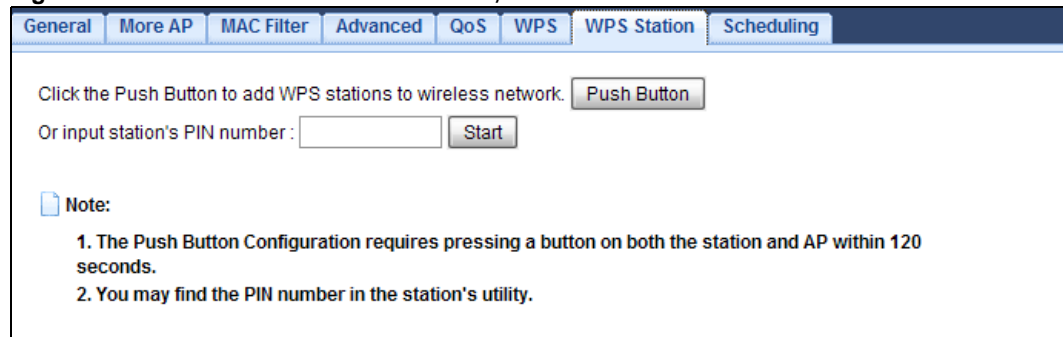 General More AP MAC Filter Advanced QoS WPS WPS Station Scheduling
Click the Push Button to add WPS stations to wireless network. Push Button
Or input station's PIN number : Start
Note:
1. The Push Button Configuration requires pressing a button on both the station and AP within 120
seconds.
2. You may find the PIN number in the station's utility.